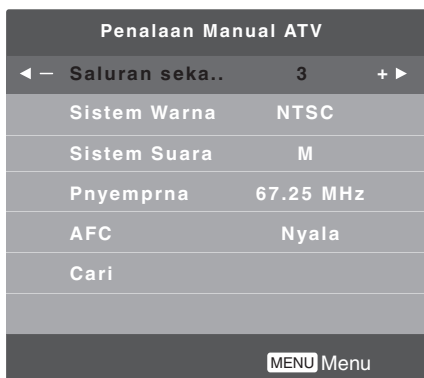 Penalaan Manual ATV
Saluran seka.. 3 +
Sistem Warna NTSC
Sistem Suara M
Pnyemprna 67.25 MHz
AFC Nyala
Cari
MENU Menu